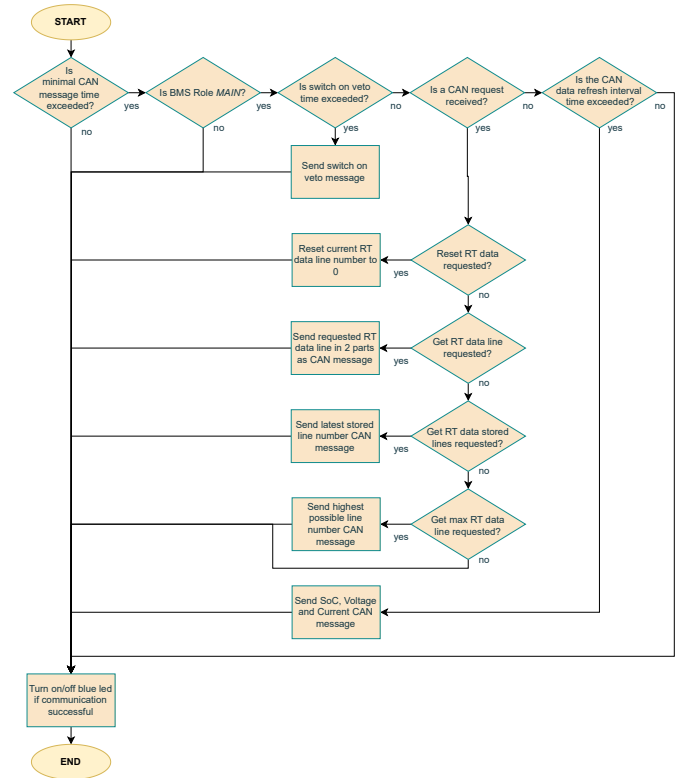 START
Is
minimal CAN
message time
exceeded?
yes
no
Is BMS Role MAIN?
yes
no
Is switch on veto
time exceeded?
no
yes
Is a CAN request
received?
no
yes
Is the CAN
data refresh interval
time exceeded?
no
yes
Send switch on
veto message
Reset current RT
data line number to
0
Reset RT data
requested?
yes
no
Send requested RT
data line in 2 parts
as CAN message
Get RT data line
requested?
yes
no
Send latest stored
line number CAN
message
Get RT data stored
lines requested?
yes
no
Send highest
possible line
number CAN
message
Get max RT data
line requested?
yes
no
Send SoC, Voltage
and Current CAN
message
Turn on/off blue led
if communication
successful
END